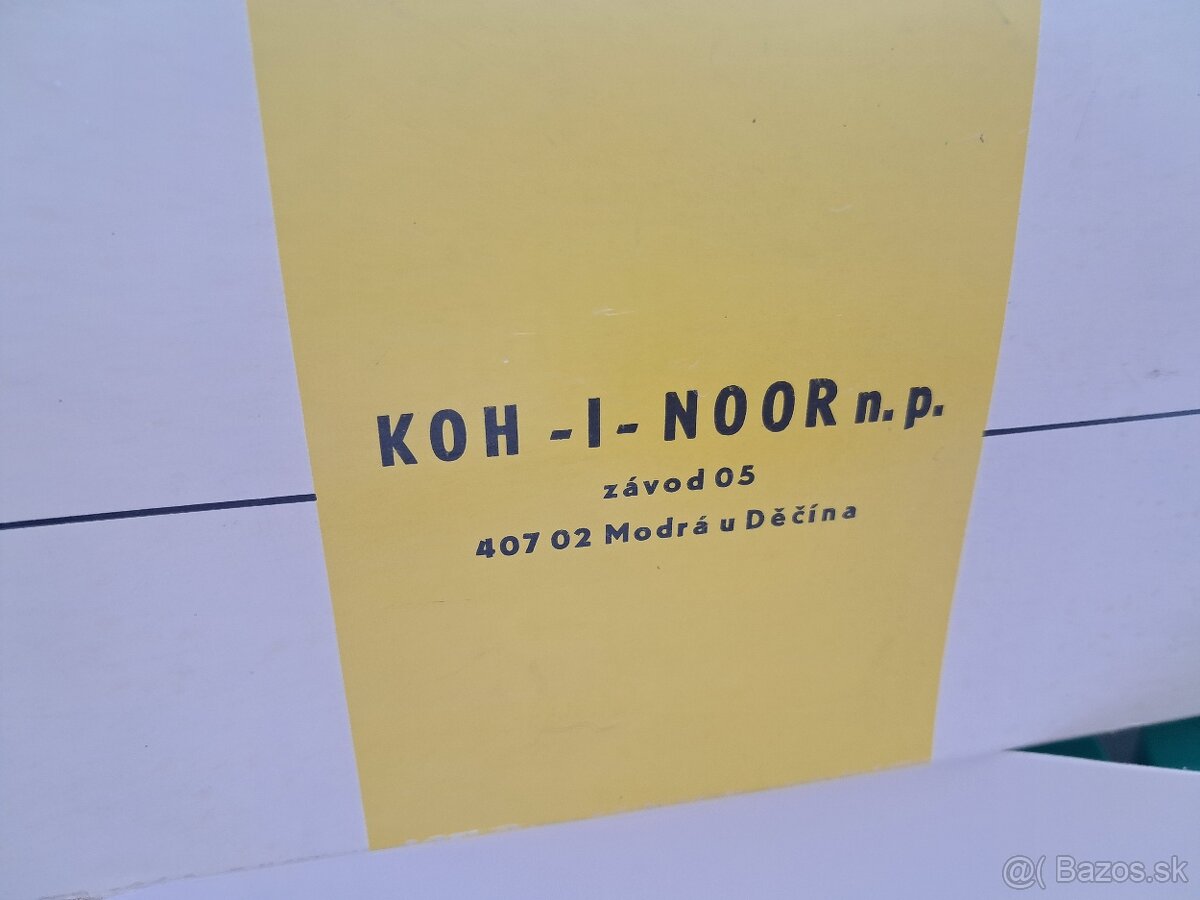 KOH-I-NOOR n.p.
závod 05
407 02 Modrá u Děčína
@( Bazos.sk